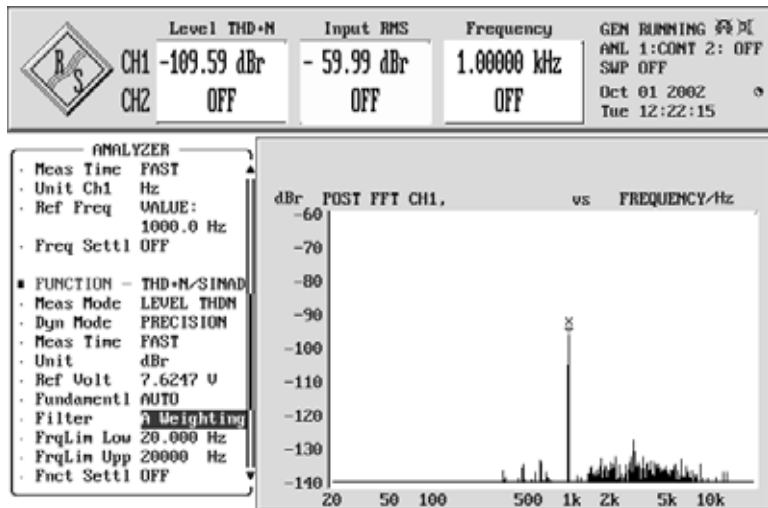 Level THD+N Input RMS Frequency
CH1 -109.59 dBr - 59.99 dBr 1.00000 kHz
CH2 OFF OFF OFF
R S
GEN RUNNING
ANL 1:CONT 2: OFF
SWP OFF
Oct 01 2002
Tue 12:22:15
ANALYZER
Meas Time FAST
Unit Ch1 Hz
Ref Freq VALUE:
1000.0 Hz
Freq Settl OFF
FUNCTION - THD+N/SINAD
Meas Mode LEVEL THDN
Dyn Mode PRECISION
Meas Time FAST
Unit dBr
Ref Volt 7.6247 V
Fundamentl AUTO
Filter A Weighting
FrqLim Low 20.000 Hz
FrqLim Upp 20000 Hz
Fnct Settl OFF
dBr POST FFT CH1, vs FREQUENCY/Hz
-60
-70
-80
-90
-100
-110
-120
-130
-140
20 50 100 500 1k 2k 5k 10k